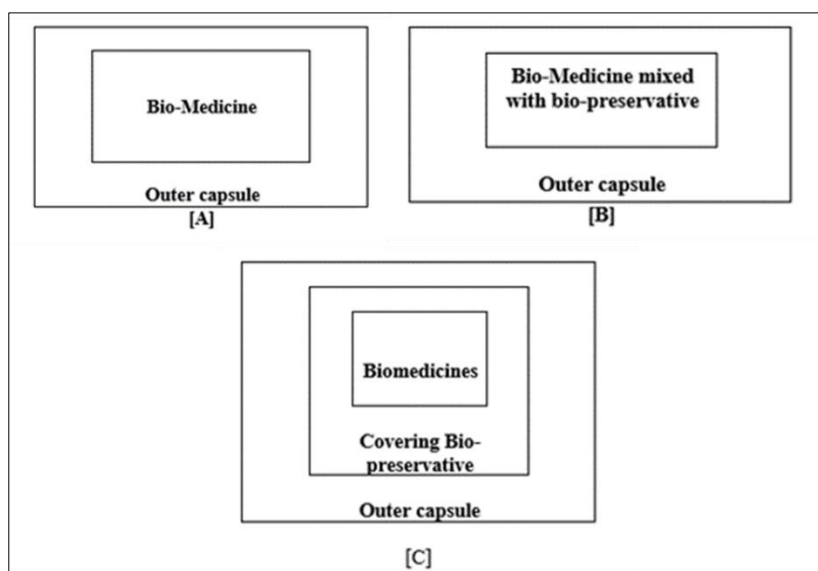 Bio-Medicine
Outer capsule
[A]
Bio-Medicine mixed
with bio-preservative
Outer capsule
[B]
Biomedicines
Covering Bio-
preservative
Outer capsule
[C]